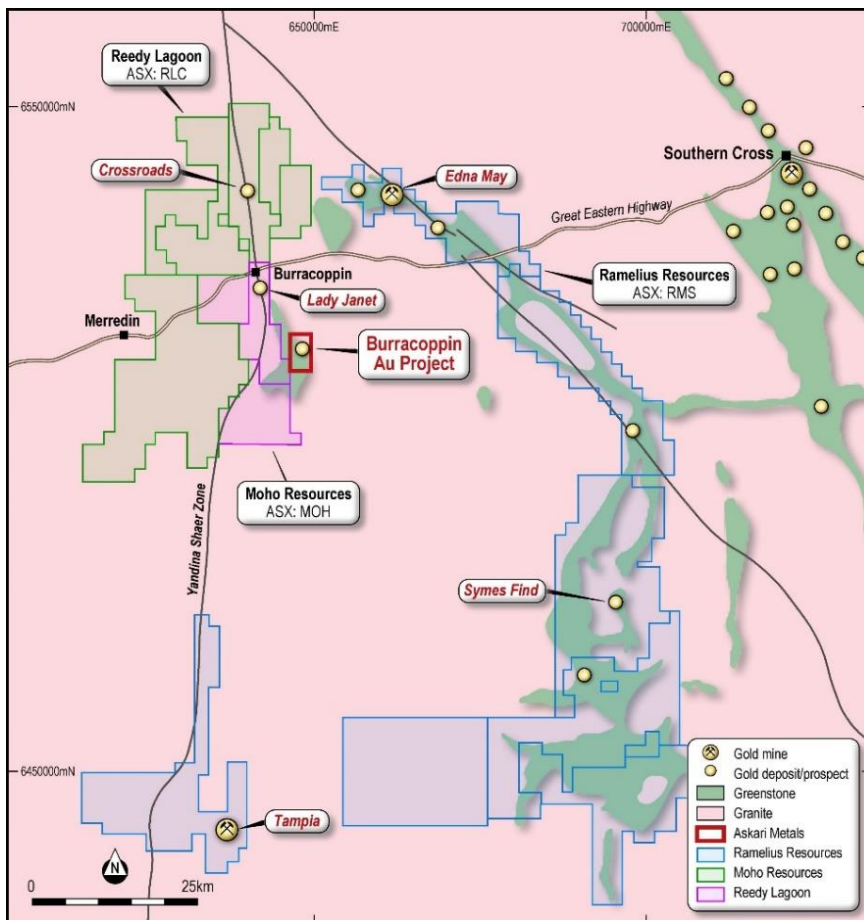 650000mE
700000mE
6550000mN
Reedy Lagoon
ASX: RLC
Crossroads
Edna May
Southern Cross
Great Eastern Highway
Burracoppin
Ramelius Resources
ASX: RMS
Lady Janet
Merredin
Burracoppin
Au Project
Moho Resources
ASX: MOH
Yandina Shaer Zone
Symes Find
6450000mN
Tampia
N
0
25km
Gold mine
Gold deposit/prospect
Greenstone
Granite
Askari Metals
Ramelius Resources
Moho Resources
Reedy Lagoon